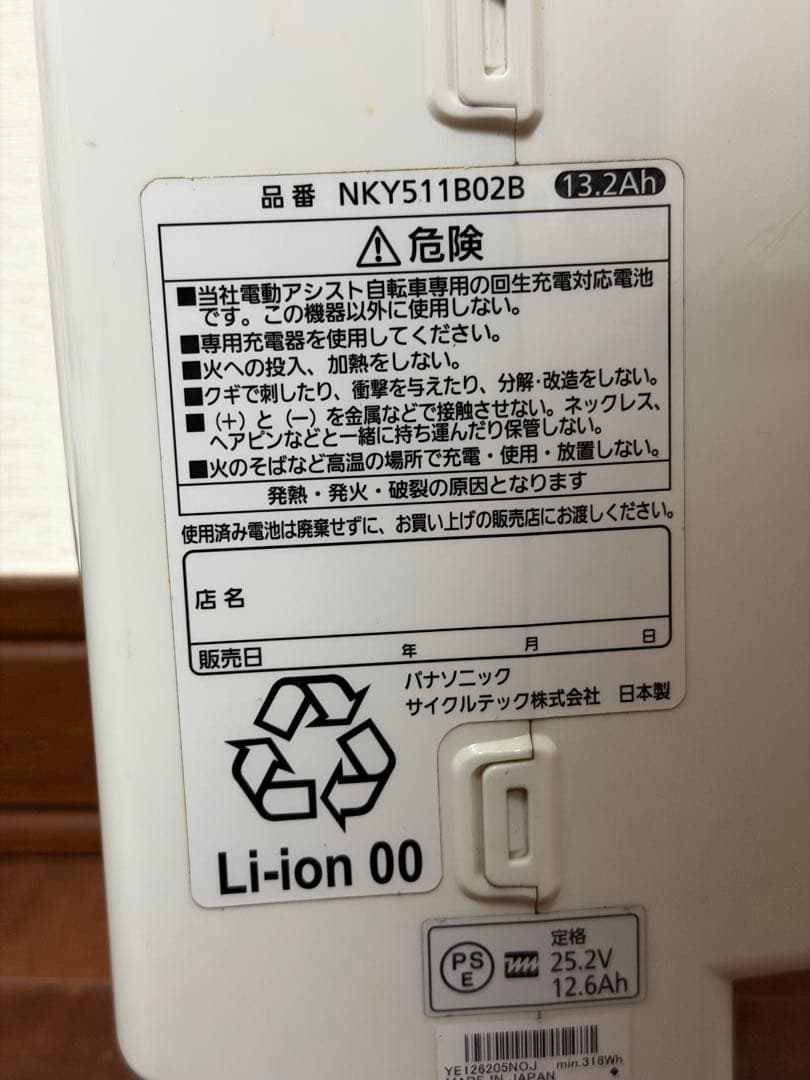 品番 NKY511B02B 13.2Ah
危険
■当社電動アシスト自転車専用の回生充電対応電池
です。この機器以外に使用しない。
■専用充電器を使用してください。
■火への投入、加熱をしない。
■クギで刺したり、衝撃を与えたり、分解・改造をしない。
■(+)と(−)を金属などで接触させない。ネックレス、
ヘアピンなどと一緒に持ち運んだり保管しない。
■火のそばなど高温の場所で充電・使用・放置しない。
発熱・発火・破裂の原因となります
使用済み電池は廃棄せずに、お買い上げの販売店にお渡しください。
店名
販売日 年 月 日
パナソニック
サイクルテック株式会社 日本製
Li-ion 00
PS
E
定格
25.2V
12.6Ah
YE126205NOJ min.318Wh
MADE IN JAPAN